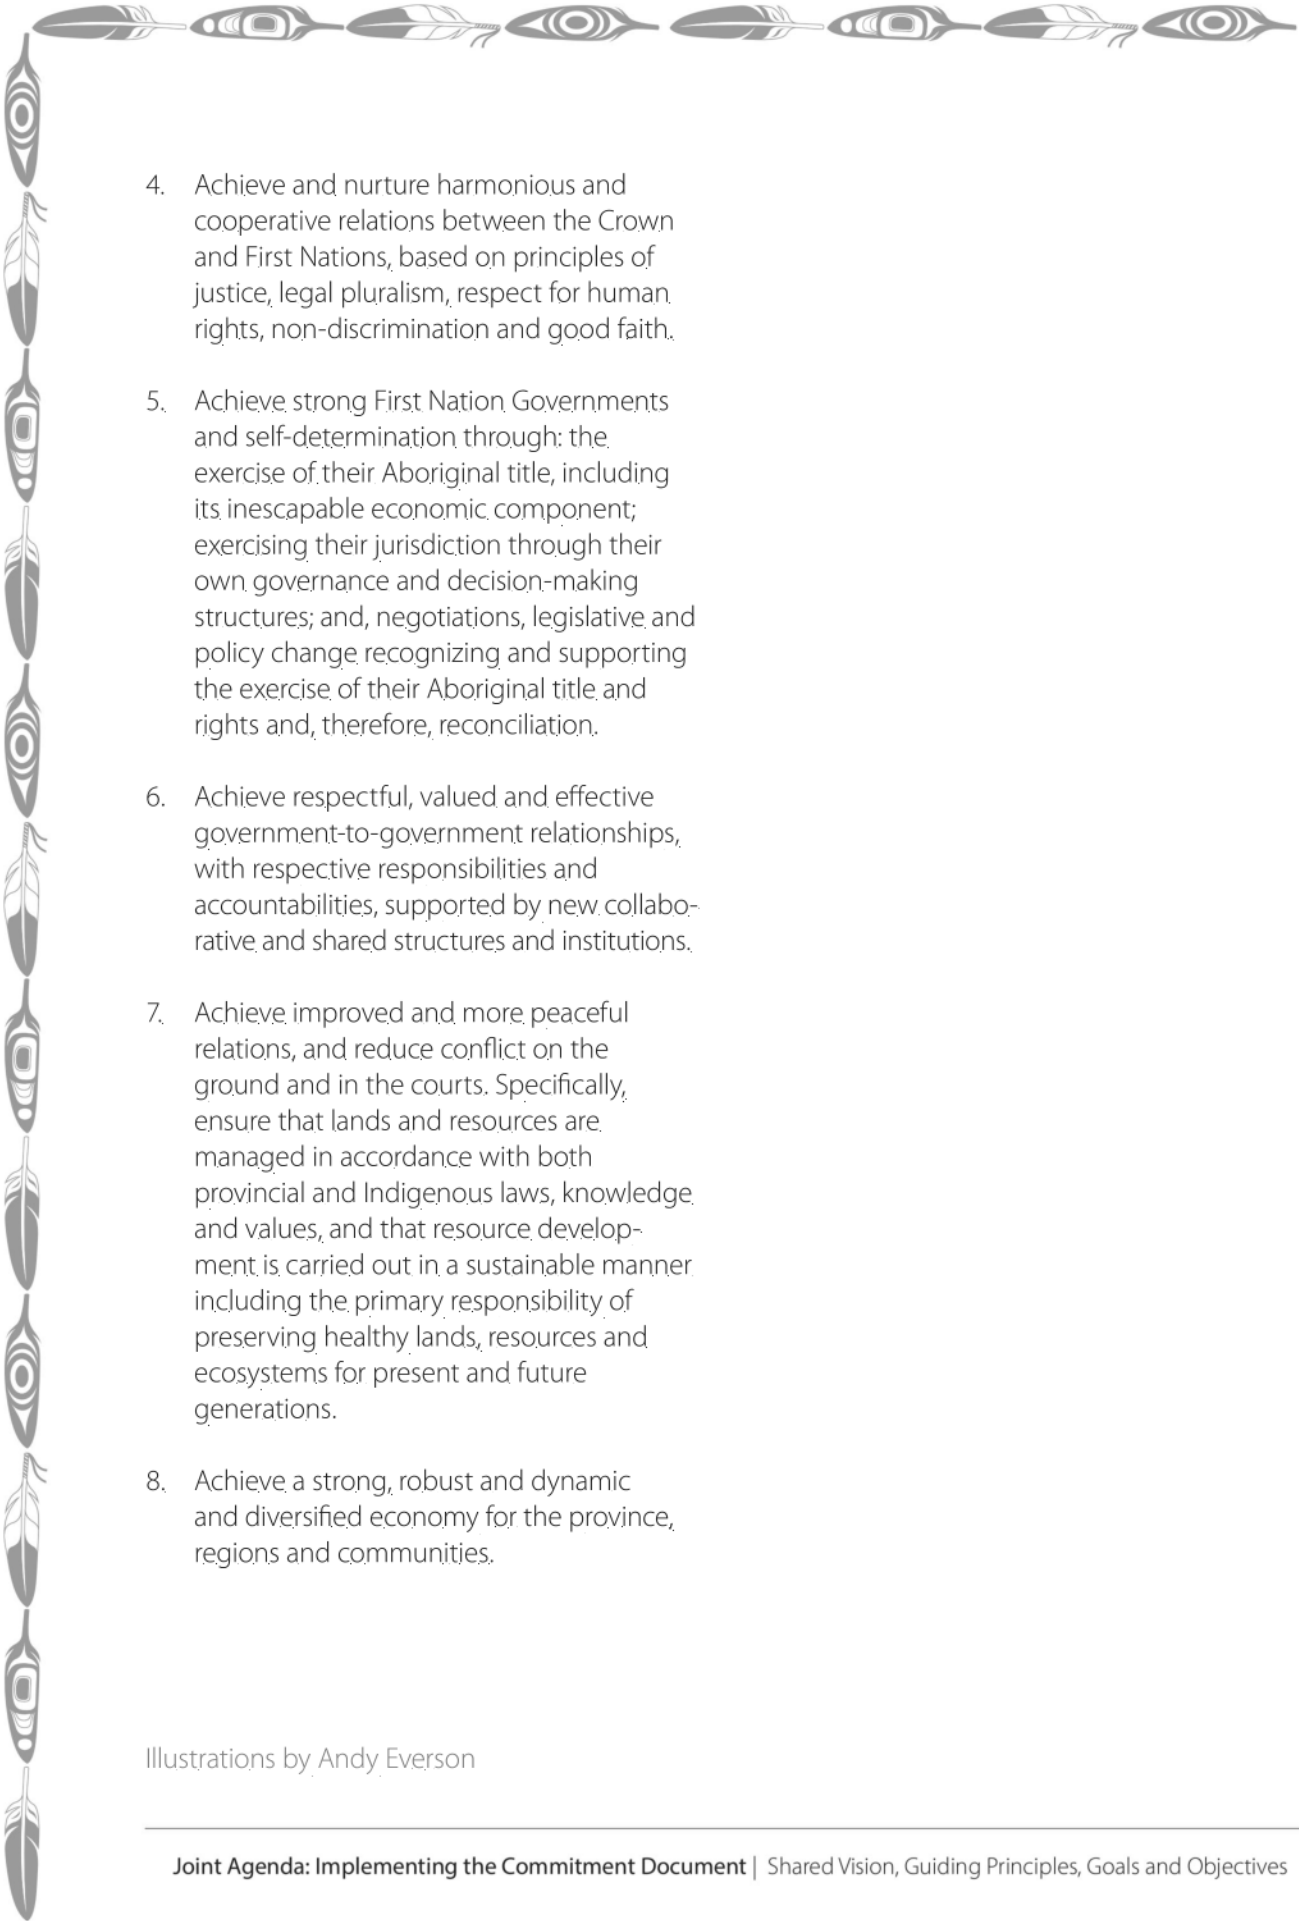 4. Achieve and nurture harmonious and
cooperative relations between the Crown
and First Nations, based on principles of
justice, legal pluralism, respect for human
rights, non-discrimination and good faith.
5. Achieve strong First Nation Governments
and self-determination through: the
exercise of their Aboriginal title, including
its inescapable economic component;
exercising their jurisdiction through their
own governance and decision-making
structures; and, negotiations, legislative and
policy change recognizing and supporting
the exercise of their Aboriginal title and
rights and, therefore, reconciliation.
6. Achieve respectful, valued and effective
government-to-government relationships,
with respective responsibilities and
accountabilities, supported by new collabo-
rative and shared structures and institutions.
7. Achieve improved and more peaceful
relations, and reduce conflict on the
ground and in the courts. Specifically,
ensure that lands and resources are
managed in accordance with both
provincial and Indigenous laws, knowledge
and values, and that resource develop-
ment is carried out in a sustainable manner
including the primary responsibility of
preserving healthy lands, resources and
ecosystems for present and future
generations.
8. Achieve a strong, robust and dynamic
and diversified economy for the province,
regions and communities.
Illustrations by Andy Everson
Joint Agenda: Implementing the Commitment Document | Shared Vision, Guiding Principles, Goals and Objectives